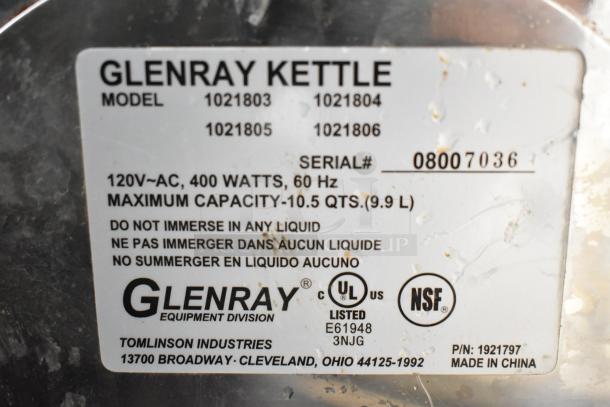 GLENRAY KETTLE
MODEL 1021803 1021804
1021805 1021806
SERIAL# 08007036
120V~AC, 400 WATTS, 60 Hz
MAXIMUM CAPACITY-10.5 QTS.(9.9 L)
DO NOT IMMERSE IN ANY LIQUID
NE PAS IMMERGER DANS AUCUN LIQUIDE
NO SUMMERGER EN LIQUIDO AUCUNO
GLENRAY®
EQUIPMENT DIVISION
C UL US
LISTED
E61948
3NJG
NSF
TOMLINSON INDUSTRIES
13700 BROADWAY· CLEVELAND, OHIO 44125-1992
P/N: 1921797
MADE IN CHINA